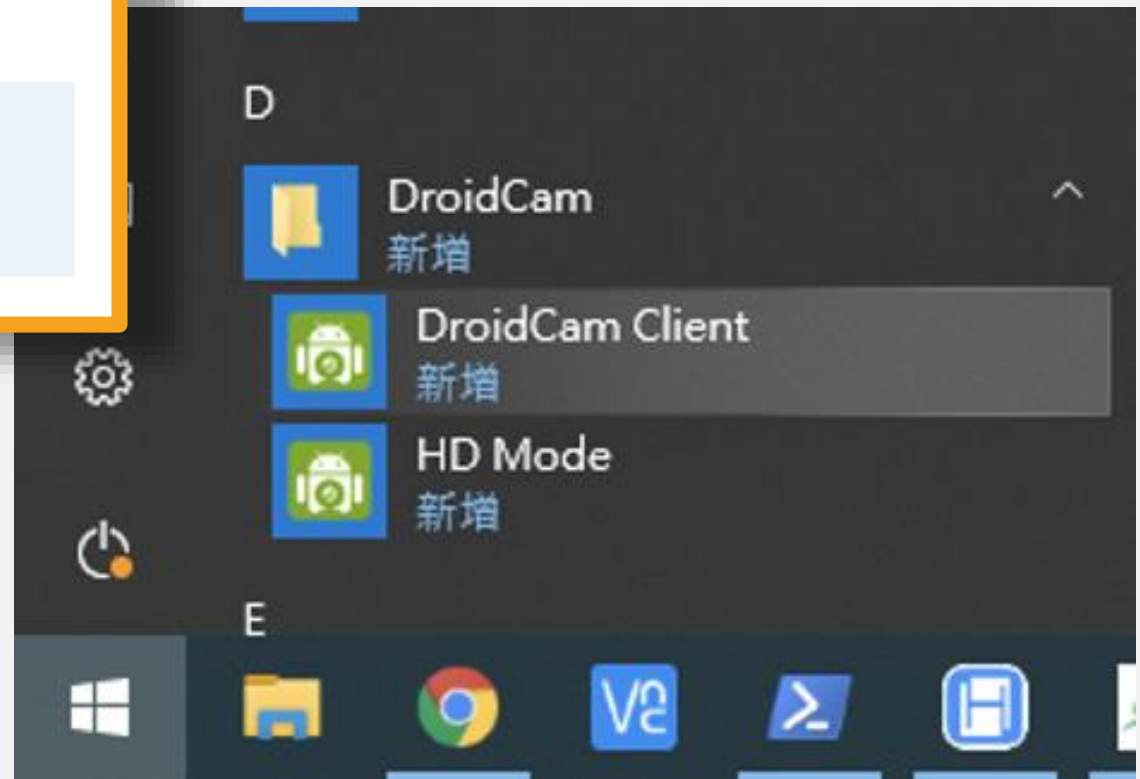 D
DroidCam
新增
DroidCam Client
新增
HD Mode
新增
E